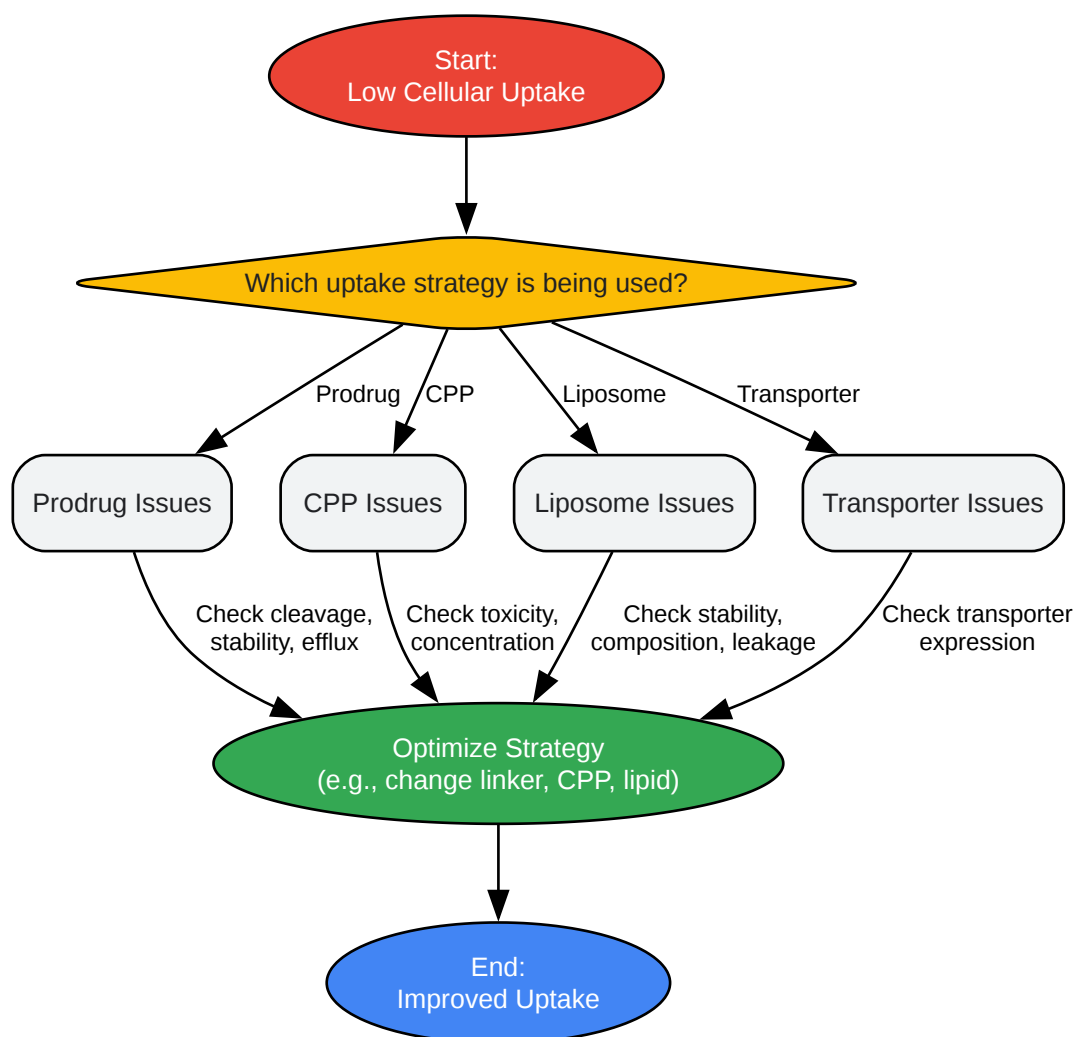 Start:
Low Cellular Uptake
Which uptake strategy is being used?
Prodrug
CPP
Liposome
Transporter
Prodrug Issues
CPP Issues
Liposome Issues
Transporter Issues
Check cleavage,
stability, efflux
Check toxicity,
concentration
Check stability,
composition, leakage
Check transporter
expression
Optimize Strategy
(e.g., change linker, CPP, lipid)
End:
Improved Uptake